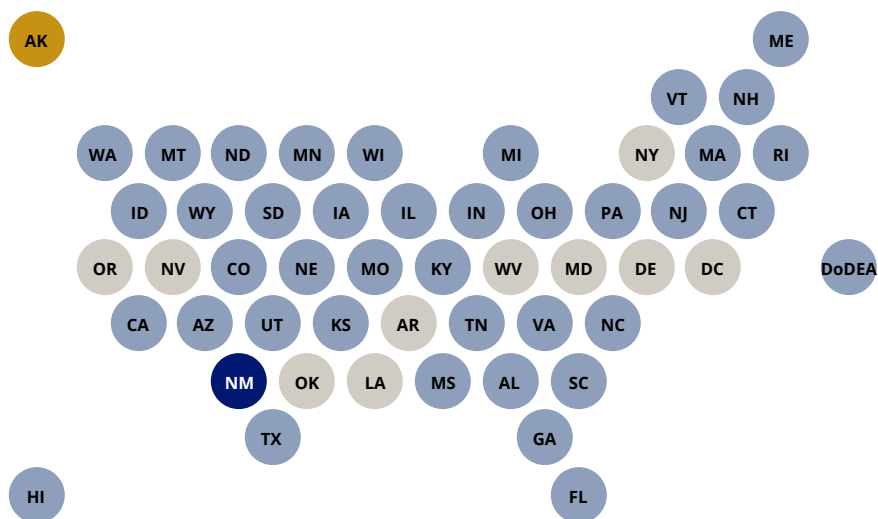 AK ME
VT NH
WA MT ND MN WI MI NY MA RI
ID WY SD IA IL IN OH PA NJ CT
OR NV CO NE MO KY WV MD DE DC DoDEA
CA AZ UT KS AR TN VA NC
NM OK LA MS AL SC
TX GA
HI FL